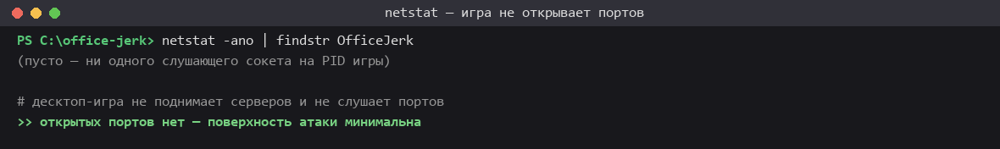 netstat — игра не открывает портов
PS C:\office-jerk> netstat -ano | findstr OfficeJerk
(пусто — ни одного слушающего сокета на PID игры)
# десктоп-игра не поднимает серверов и не слушает портов
>> открытых портов нет — поверхность атаки минимальна